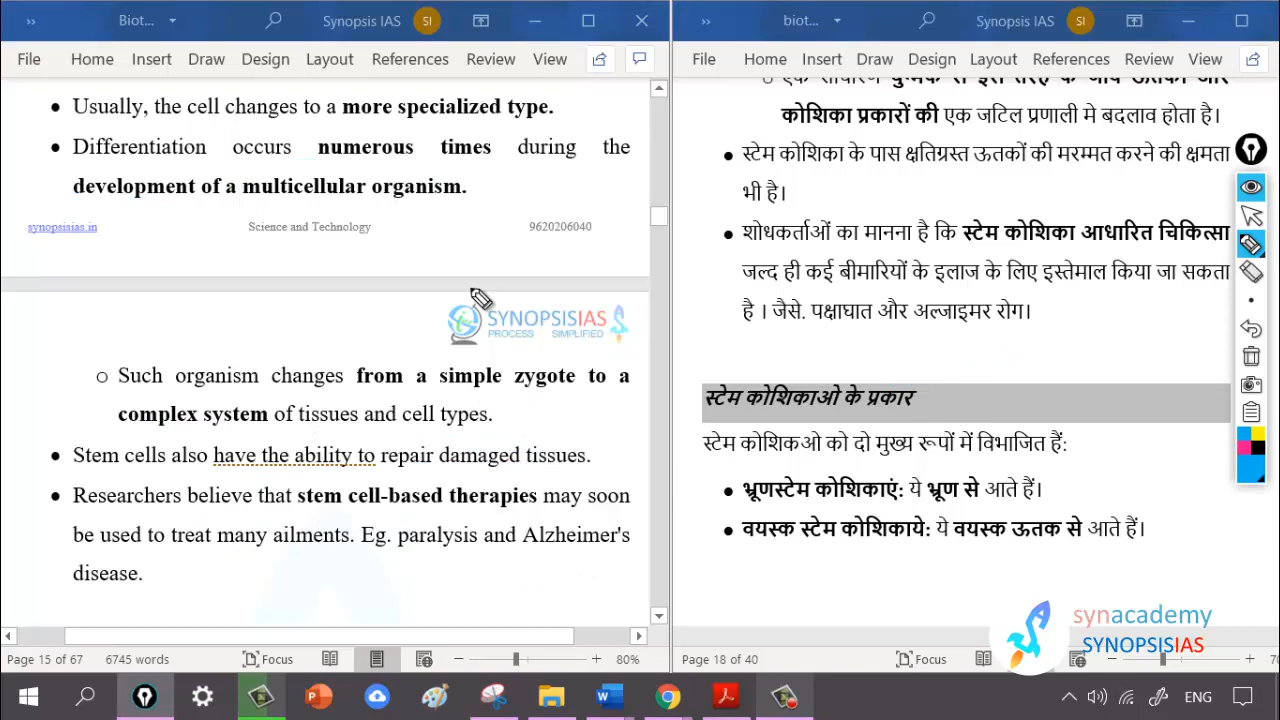 Biot...
Synopsis IAS
SI
File Home Insert Draw Design Layout References Review View
Usually, the cell changes to a more specialized type.
Differentiation occurs numerous times during the
development of a multicellular organism.
synopsisias.in Science and Technology 9620206040
SYNOPSISIAS
PROCESS SIMPLIFIED
Such organism changes from a simple zygote to a
complex system of tissues and cell types.
Stem cells also have the ability to repair damaged tissues.
Researchers believe that stem cell-based therapies may soon
be used to treat many ailments. Eg. paralysis and Alzheimer's
disease.
Page 15 of 67 6745 words Focus 80%
biot...
Synopsis IAS
SI
File Home Insert Draw Design Layout References Review View
कोशिका प्रकारों की एक जटिल प्रणाली मे बदलाव होता है।
स्टेम कोशिका के पास क्षतिग्रस्त ऊतकों की मरम्मत करने की क्षमता
भी है।
शोधकर्ताओं का मानना है कि स्टेम कोशिका आधारित चिकित्सा
जल्द ही कई बीमारियों के इलाज के लिए इस्तेमाल किया जा सकता
है । जैसे. पक्षाघात और अल्जाइमर रोग।
स्टेम कोशिकाओ के प्रकार
स्टेम कोशिकओ को दो मुख्य रूपों में विभाजित हैं:
भ्रूणस्टेम कोशिकाएं: ये भ्रूण से आते हैं।
वयस्क स्टेम कोशिकाये: ये वयस्क ऊतक से आते हैं।
synacademy
SYNOPSISIAS
Page 18 of 40 Focus
ENG